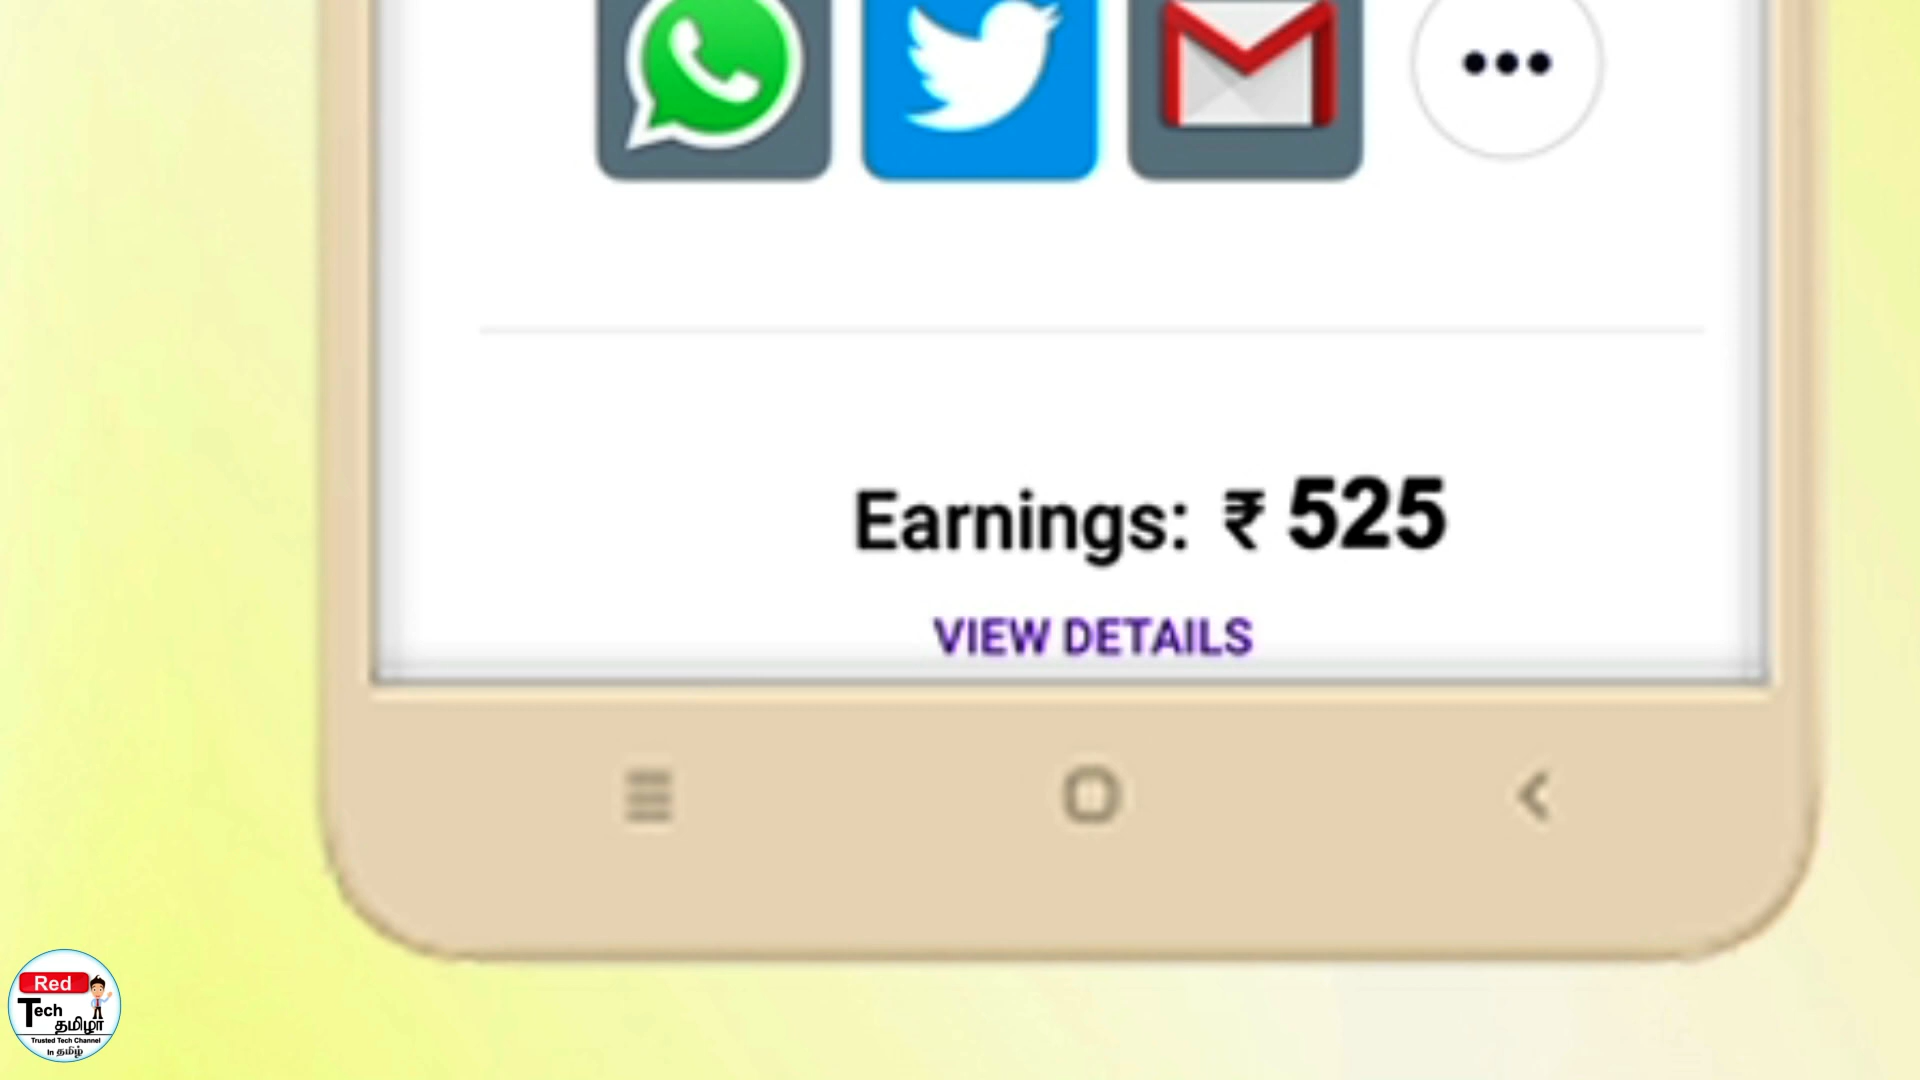 Earnings: ₹ 525
VIEW DETAILS
Red
Tech
தமிழா
Trusted Tech Channel
In தமிழ்